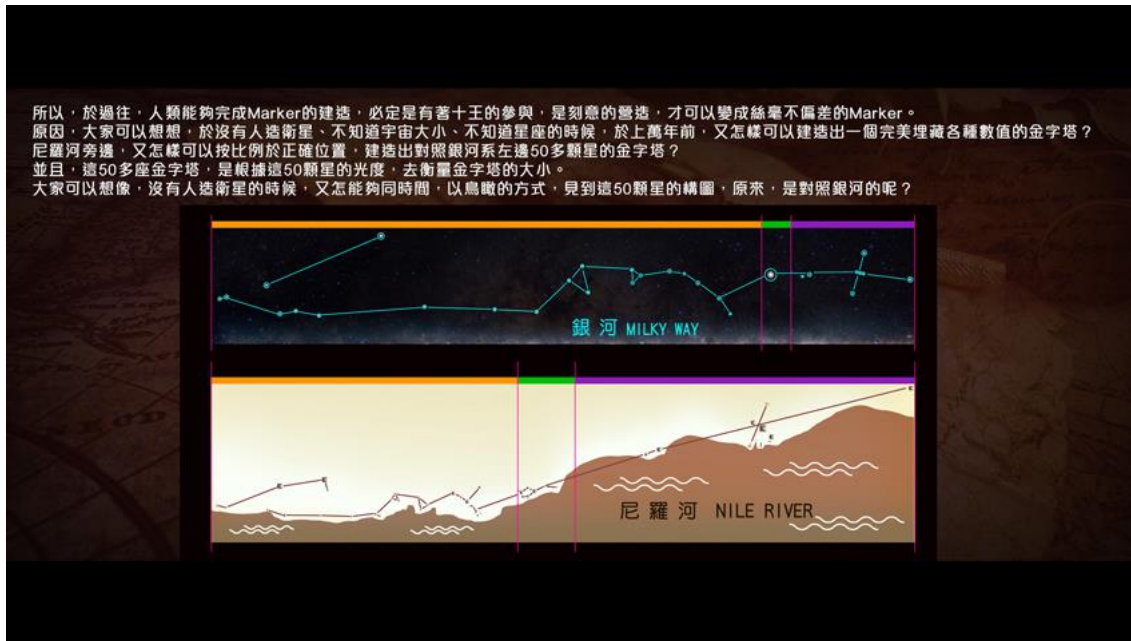 所以，於過往，人類能夠完成Marker的建造，必定是有著十王的參與，是刻意的營造，才可以變成絲毫不偏差的Marker。
原因，大家可以想想，於沒有人造衛星、不知道宇宙大小、不知道星座的時候，於上萬年前，又怎樣可以建造出一個完美埋藏各種數值的金字塔？
尼羅河旁邊，又怎樣可以按比例於正確位置，建造出對照銀河系左邊50多顆星的金字塔？
並且，這50多座金字塔，是根據這50顆星的光度，去衡量金字塔的大小。
大家可以想像，沒有人造衛星的時候，又怎能夠同時間，以鳥瞰的方式，見到這50顆星的構圖，原來，是對照銀河的呢？
銀河 MILKY WAY
尼羅河 NILE RIVER